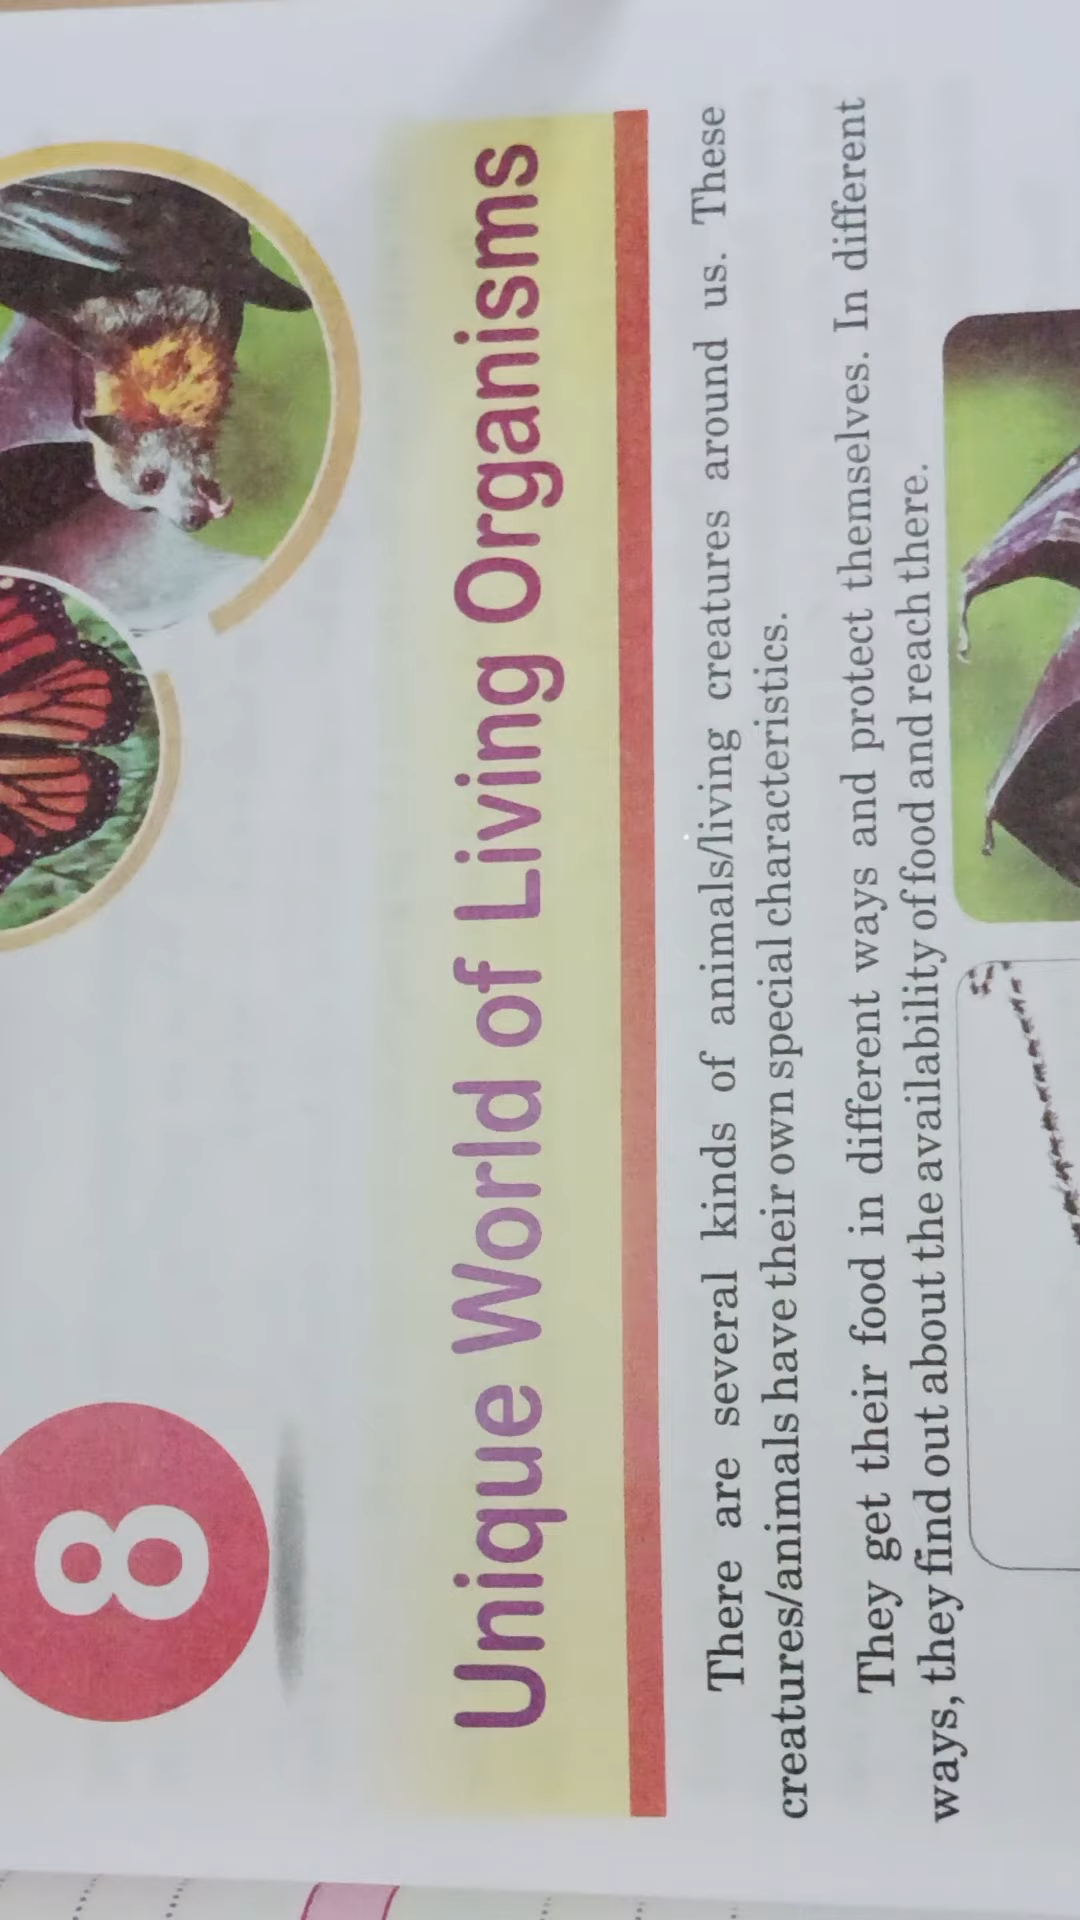 8
Unique World of Living Organisms
There are several kinds of animals/living creatures around us. These
creatures/animals have their own special characteristics.
They get their food in different ways and protect themselves. In different
ways, they find out about the availability of food and reach there.